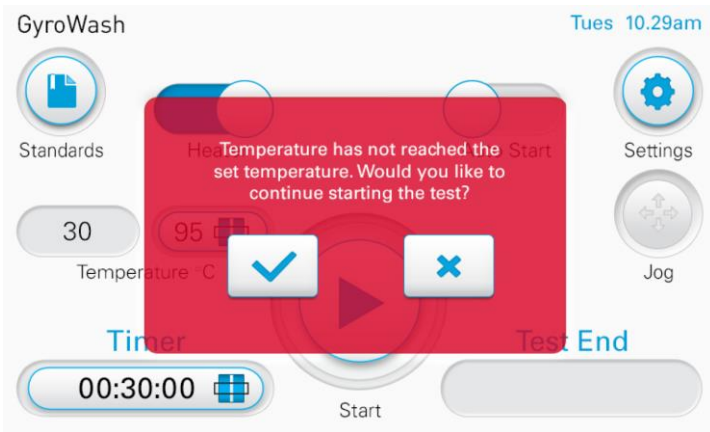 GyroWash
Tues 10.29am
Standards
Settings
Temperature has not reached the
set temperature. Would you like to
continue starting the test?
Start
30
95
Temperature °C
Jog
Timer
Test End
00:30:00
Start